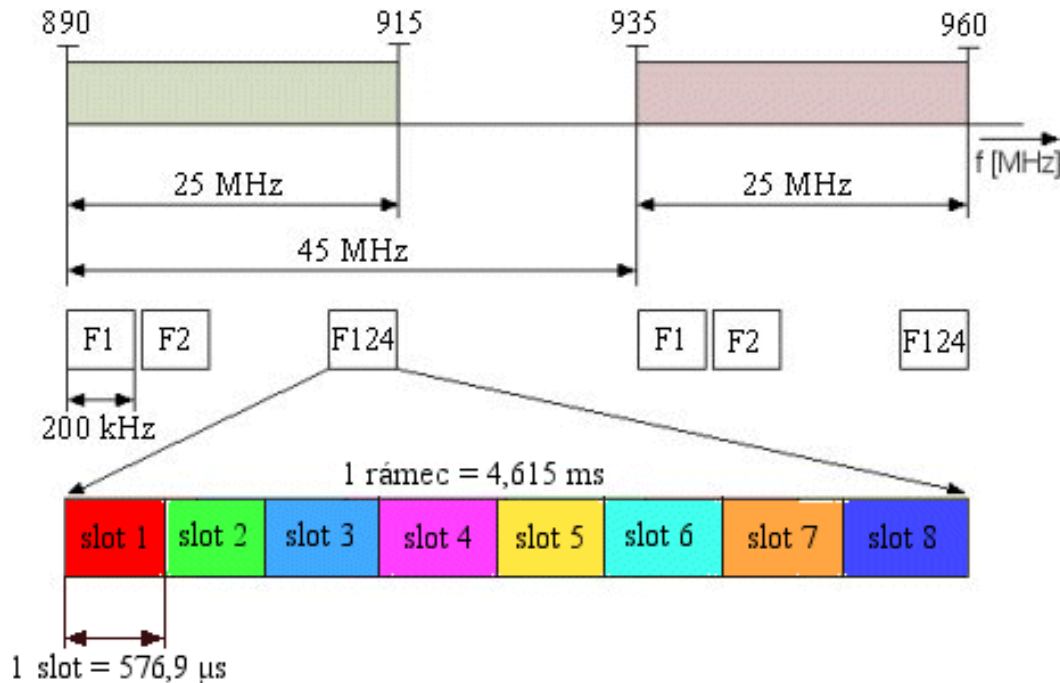 890 915 935 960
f [MHz]
25 MHz 25 MHz
45 MHz
F1 F2 F124 F1 F2 F124
200 kHz
1 rámec = 4,615 ms
slot 1 slot 2 slot 3 slot 4 slot 5 slot 6 slot 7 slot 8
1 slot = 576,9 µs